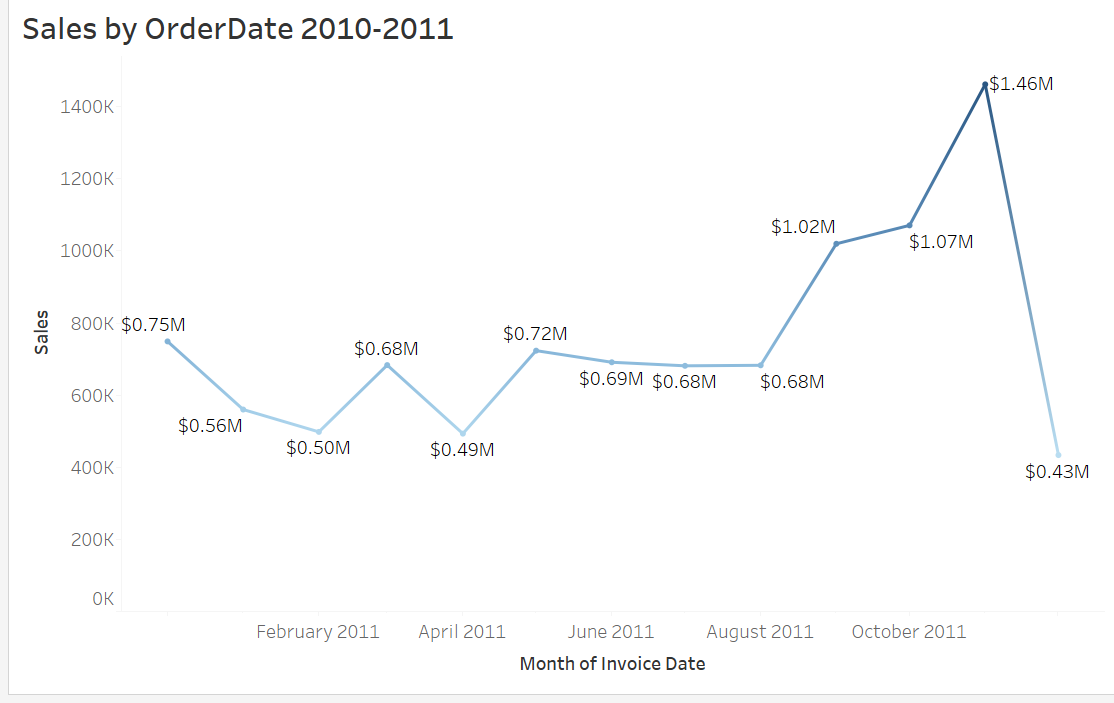 Sales by OrderDate 2010-2011
1400K
1200K
1000K
800K
600K
400K
200K
0K
Sales
$0.75M
$0.56M
$0.50M
$0.68M
$0.49M
$0.72M
$0.69M
$0.68M
$0.68M
$1.02M
$1.07M
$1.46M
$0.43M
February 2011
April 2011
June 2011
August 2011
October 2011
Month of Invoice Date